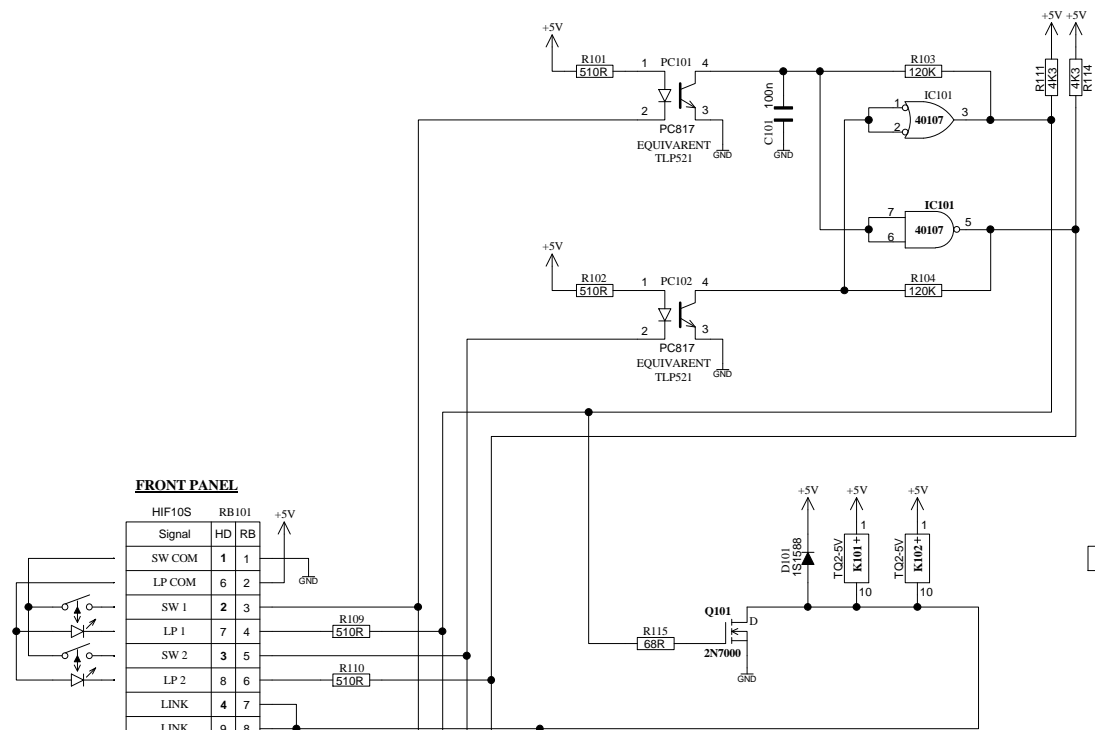 +5V
R101
510R
1
PC101
4
2
3
PC817
EQUIVARENT
TLP521
GND
C101 100n
GND
R103
120K
1
IC101
2
40107
3
+5V +5V
R111 4K3
4K3 R114
IC101
7
6
40107
5
R104
120K
+5V
R102
510R
1
PC102
4
2
3
PC817
EQUIVARENT
TLP521
GND
FRONT PANEL
HIF10S RB101
Signal HD RB
SW COM 1 1
LP COM 6 2
SW 1 2 3
LP 1 7 4
SW 2 3 5
LP 2 8 6
LINK 4 7
LINK 9 8
+5V
GND
R109
510R
R110
510R
R115
68R
Q101
D
2N7000
GND
+5V
D101
1S1588
+5V
1
TQ2-5V
K101+
10
+5V
1
TQ2-5V
K102+
10